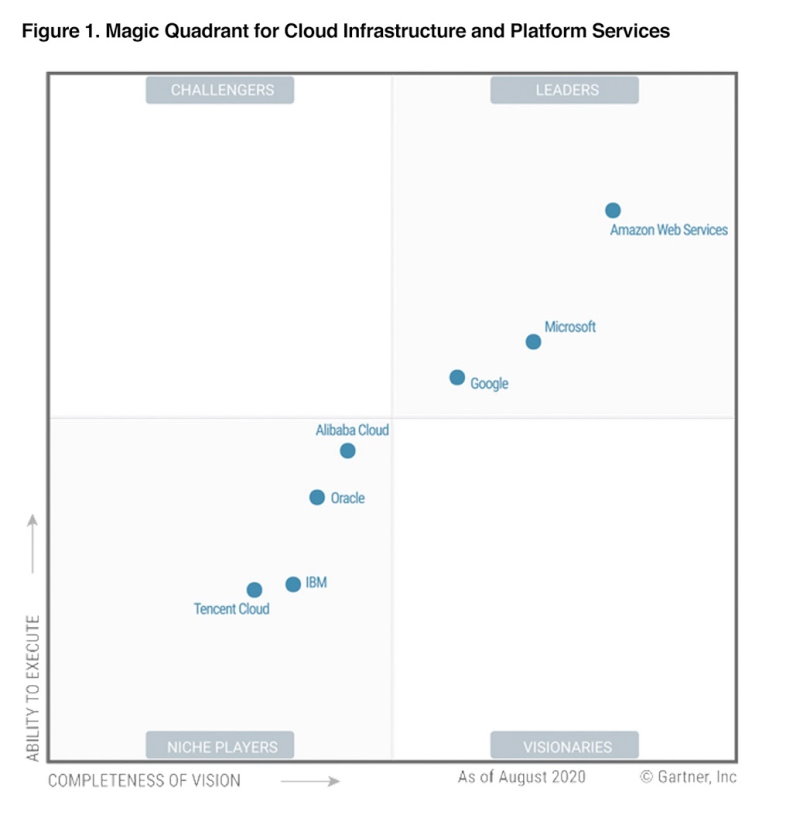 Figure 1. Magic Quadrant for Cloud Infrastructure and Platform Services
CHALLENGERS
LEADERS
Amazon Web Services
Microsoft
Google
Alibaba Cloud
Oracle
IBM
Tencent Cloud
ABILITY TO EXECUTE
NICHE PLAYERS
VISIONARIES
COMPLETENESS OF VISION
As of August 2020
© Gartner, Inc